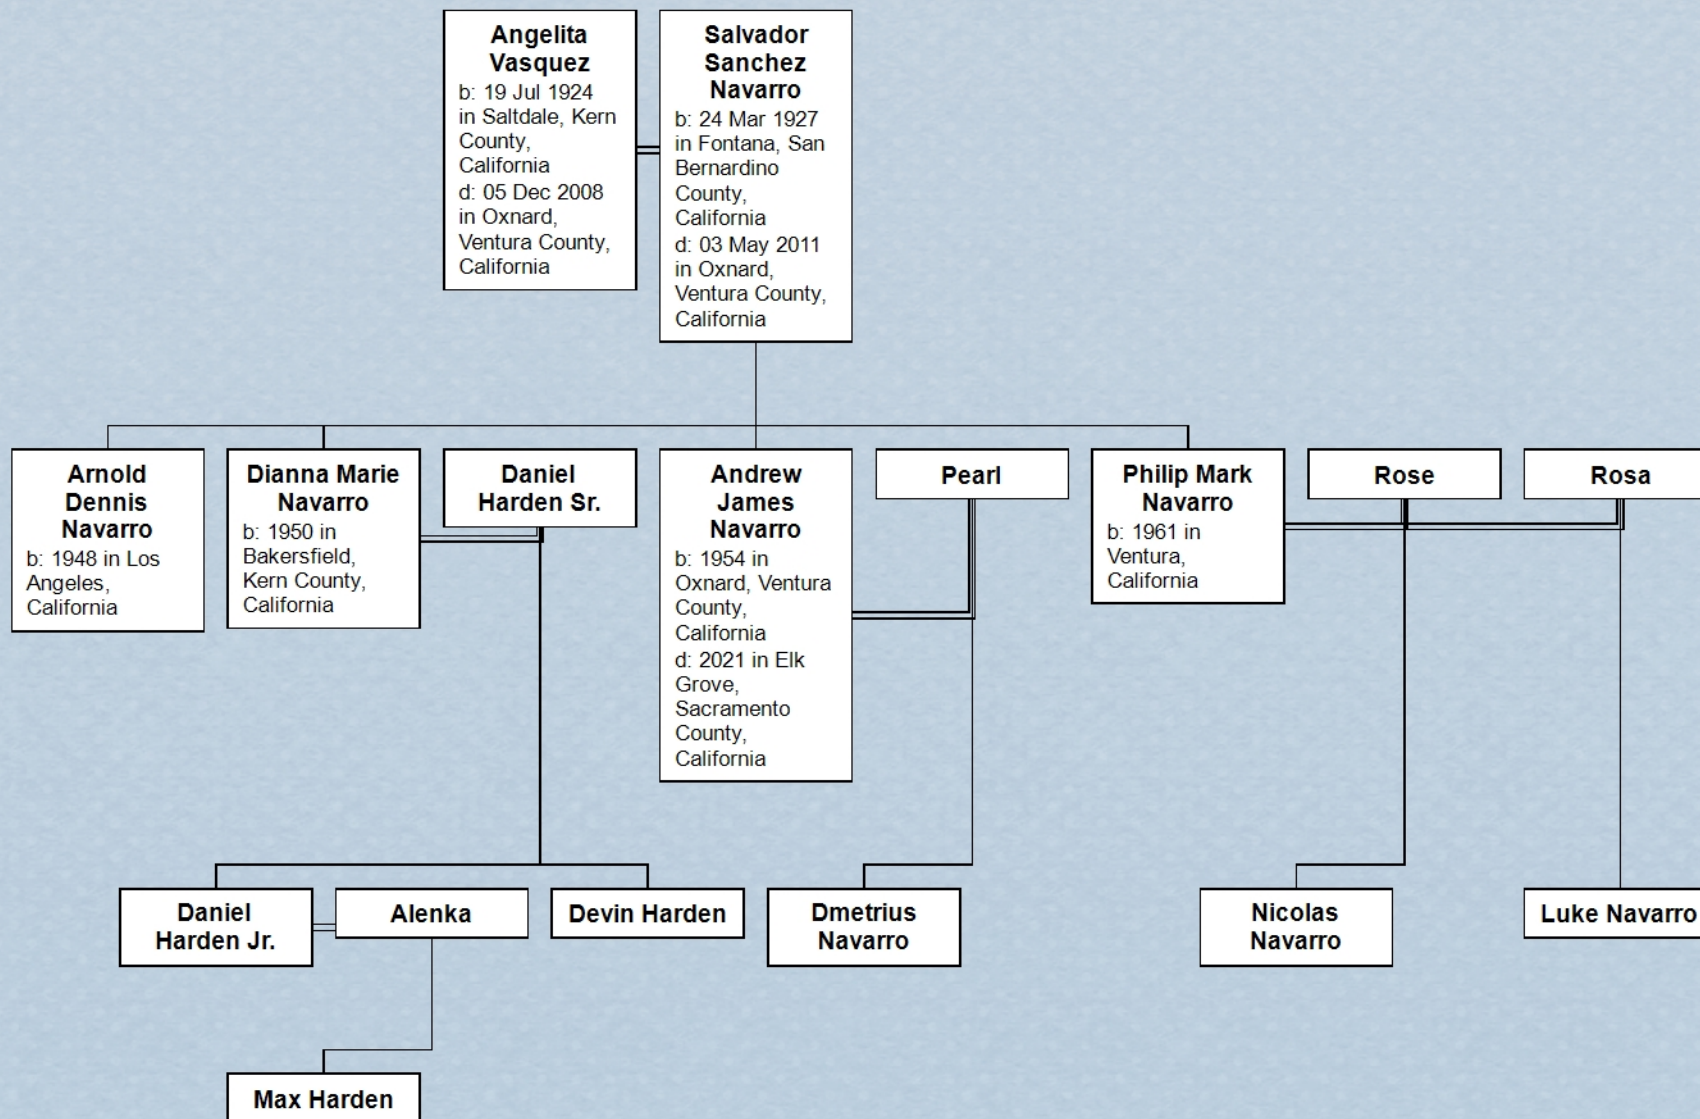 Angelita
Vasquez
b: 19 Jul 1924
in Saltdale, Kern
County,
California
d: 05 Dec 2008
in Oxnard,
Ventura County,
California
Salvador
Sanchez
Navarro
b: 24 Mar 1927
in Fontana, San
Bernardino
County,
California
d: 03 May 2011
in Oxnard,
Ventura County,
California
Arnold
Dennis
Navarro
b: 1948 in Los
Angeles,
California
Dianna Marie
Navarro
b: 1950 in
Bakersfield,
Kern County,
California
Daniel
Harden Sr.
Andrew
James
Navarro
b: 1954 in
Oxnard, Ventura
County,
California
d: 2021 in Elk
Grove,
Sacramento
County,
California
Pearl
Philip Mark
Navarro
b: 1961 in
Ventura,
California
Rose
Rosa
Daniel
Harden Jr.
Alenka
Devin Harden
Dmetrius
Navarro
Nicolas
Navarro
Luke Navarro
Max Harden